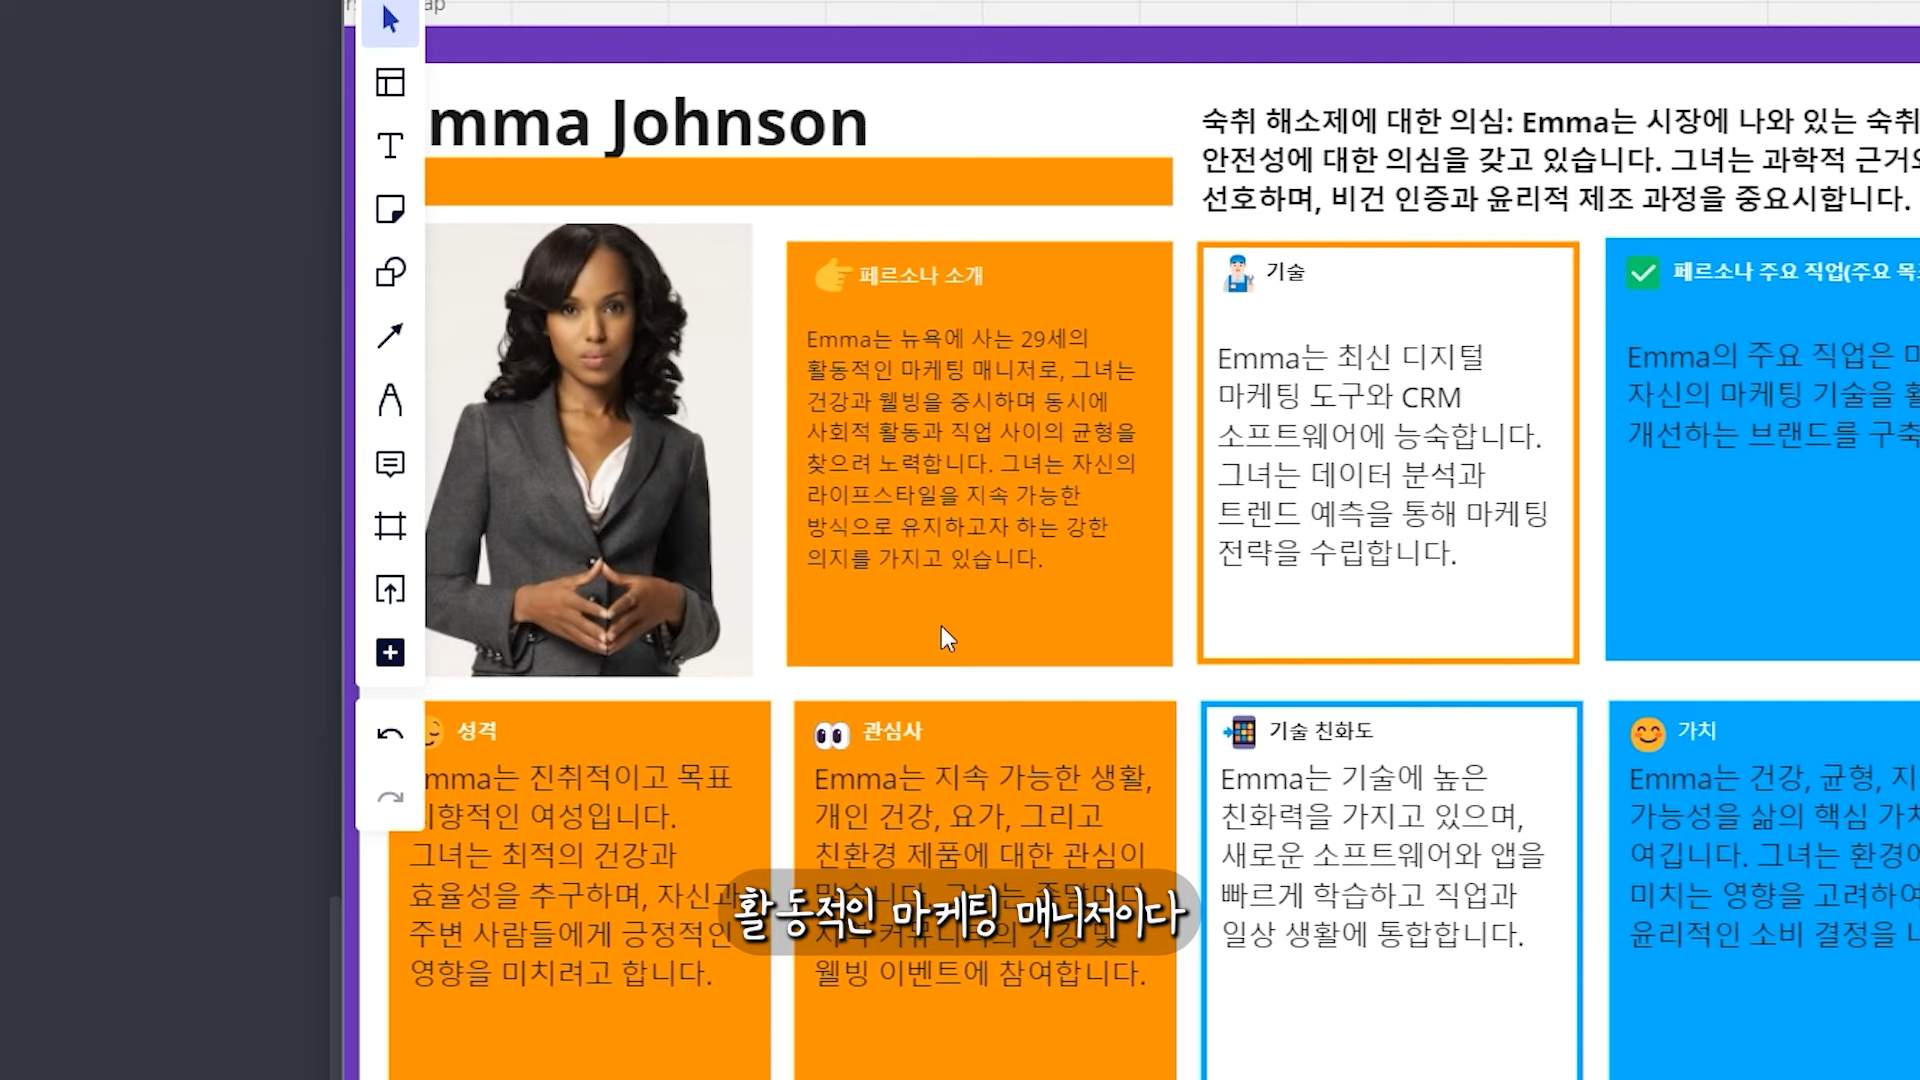 mma Johnson
숙취 해소제에 대한 의심: Emma는 시장에 나와 있는 숙취
안전성에 대한 의심을 갖고 있습니다. 그녀는 과학적 근거
선호하며, 비건 인증과 윤리적 제조 과정을 중요시합니다.
페르소나 소개
Emma는 뉴욕에 사는 29세의
활동적인 마케팅 매니저로, 그녀는
건강과 웰빙을 중시하며 동시에
사회적 활동과 직업 사이의 균형을
찾으려 노력합니다. 그녀는 자신의
라이프스타일을 지속 가능한
방식으로 유지하고자 하는 강한
의지를 가지고 있습니다.
기술
Emma는 최신 디지털
마케팅 도구와 CRM
소프트웨어에 능숙합니다.
그녀는 데이터 분석과
트렌드 예측을 통해 마케팅
전략을 수립합니다.
페르소나 주요 직업(주요
Emma의 주요 직업은
자신의 마케팅 기술을
개선하는 브랜드를
성격
mma는 진취적이고 목표
지향적인 여성입니다.
그녀는 최적의 건강과
효율성을 추구하며, 자신과
주변 사람들에게 긍정적인
영향을 미치려고 합니다.
관심사
Emma는 지속 가능한 생활,
개인 건강, 요가, 그리고
친환경 제품에 대한 관심이
웰빙 이벤트에 참여합니다.
기술 친화도
Emma는 기술에 높은
친화력을 가지고 있으며,
새로운 소프트웨어와 앱을
빠르게 학습하고 직업과
일상 생활에 통합합니다.
가치
Emma는 건강, 균형,
가능성을 삶의 핵심
여깁니다. 그녀는
미치는 영향을 고려하여
윤리적인 소비 결정을
활동적인 마케팅 매니저이다